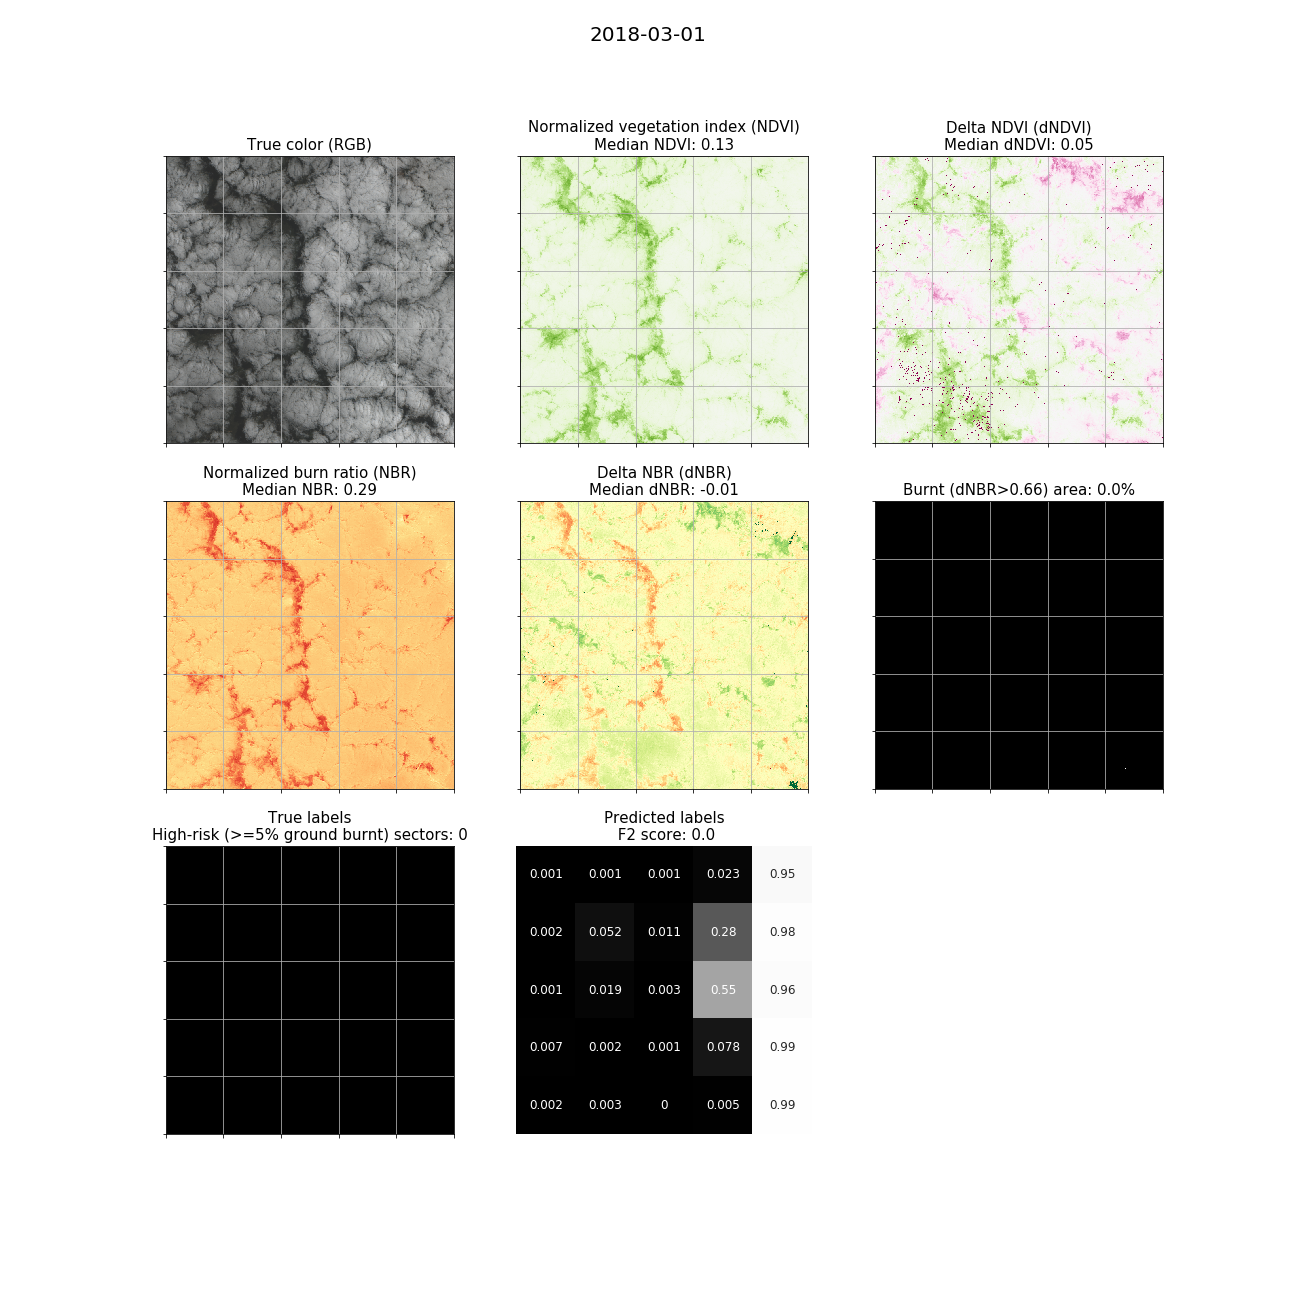 2018-03-01
True color (RGB)
Normalized vegetation index (NDVI)
Median NDVI: 0.13
Delta NDVI (dNDVI)
Median dNDVI: 0.05
Normalized burn ratio (NBR)
Median NBR: 0.29
Delta NBR (dNBR)
Median dNBR: -0.01
Burnt (dNBR>0.66) area: 0.0%
True labels
High-risk (>=5% ground burnt) sectors: 0
Predicted labels
F2 score: 0.0
0.001 0.001 0.001 0.023 0.95
0.002 0.052 0.011 0.28 0.98
0.001 0.019 0.003 0.55 0.96
0.007 0.002 0.001 0.078 0.99
0.002 0.003 0 0.005 0.99